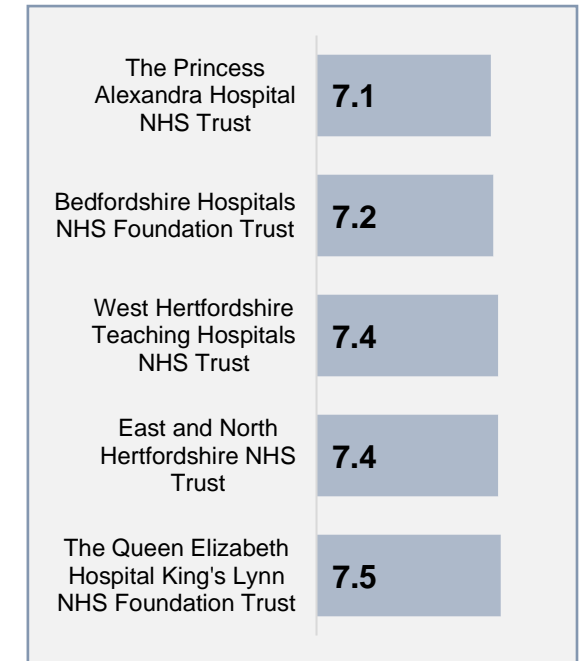 The Princess
Alexandra Hospital
NHS Trust
7.1
Bedfordshire Hospitals
NHS Foundation Trust
7.2
West Hertfordshire
Teaching Hospitals
NHS Trust
7.4
East and North
Hertfordshire NHS
Trust
7.4
The Queen Elizabeth
Hospital King's Lynn
NHS Foundation Trust
7.5